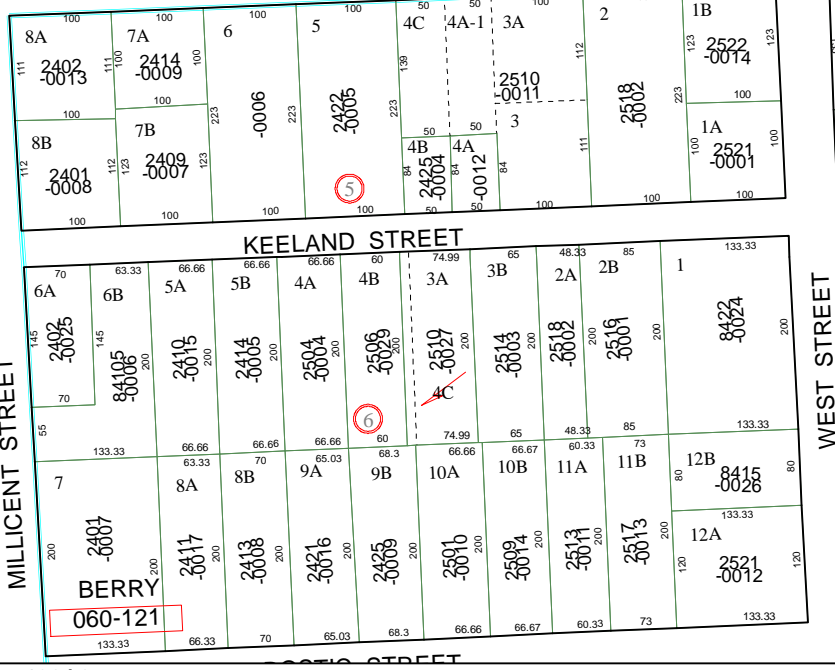 100 100 100 100 50 50 100 100
8A 7A 6 5 4C 4A-1 3A 2 1B
111 2402 -0013 100 2414 -0009 100 139 112 123 2522 -0014 123
-0006 2422 -0005 2510 -0011 2518 -0002
100 100 223 223 223 100
8B 7B 50 50 3 1A
112 2401 -0008 112 123 2409 -0007 123 4B 4A 111 100 2521 -0001 100
84 2425 -0004 84 -0012 84
5
100 100 100 100 50 50 100 100
KEELAND STREET
70 63.33 66.66 66.66 66.66 60 74.99 65 48.33 85 133.33
6A 6B 5A 5B 4A 4B 3A 3B 2A 2B 1
145 2402 -0025 145 84105 -0006 200 2410 -0015 200 2414 -0005 200 2504 -0004 200 2506 -0029 200 2510 -0027 200 2514 -0003 200 2518 -0002 200 2516 -0001 200 8422 -0024 200
70
4C
6
55
133.33 66.66 66.66 66.66 60 74.99 65 48.33 85 133.33
MILLICENT STREET
WEST STREET
63.33 70 65.03 68.3 66.66 66.67 60.33 73
7 8A 8B 9A 9B 10A 10B 11A 11B 12B
80 8415 -0026 80
133.33
12A
200 2401 -0007 200 2411 -0017 200 2413 -0008 200 2421 -0016 200 2425 -0009 200 2501 -0010 200 2509 -0014 200 2513 -0011 200 2517 -0013 200
120 2521 -0012 120
BERRY
060-121
133.33 66.33 70 65.03 68.3 66.66 66.67 60.33 73 133.33
STREET